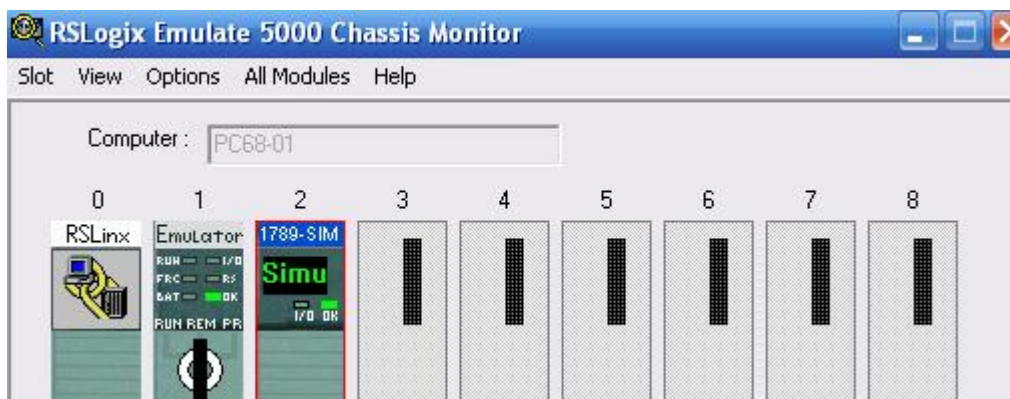 RSLogix Emulate 5000 Chassis Monitor
Slot View Options All Modules Help
Computer : PC68-01
0 1 2 3 4 5 6 7 8
RSLinx Emulator 1789-SIM
RUN I/O
FRC RS
BAT OK
Simu
I/O OK
RUN REM PR